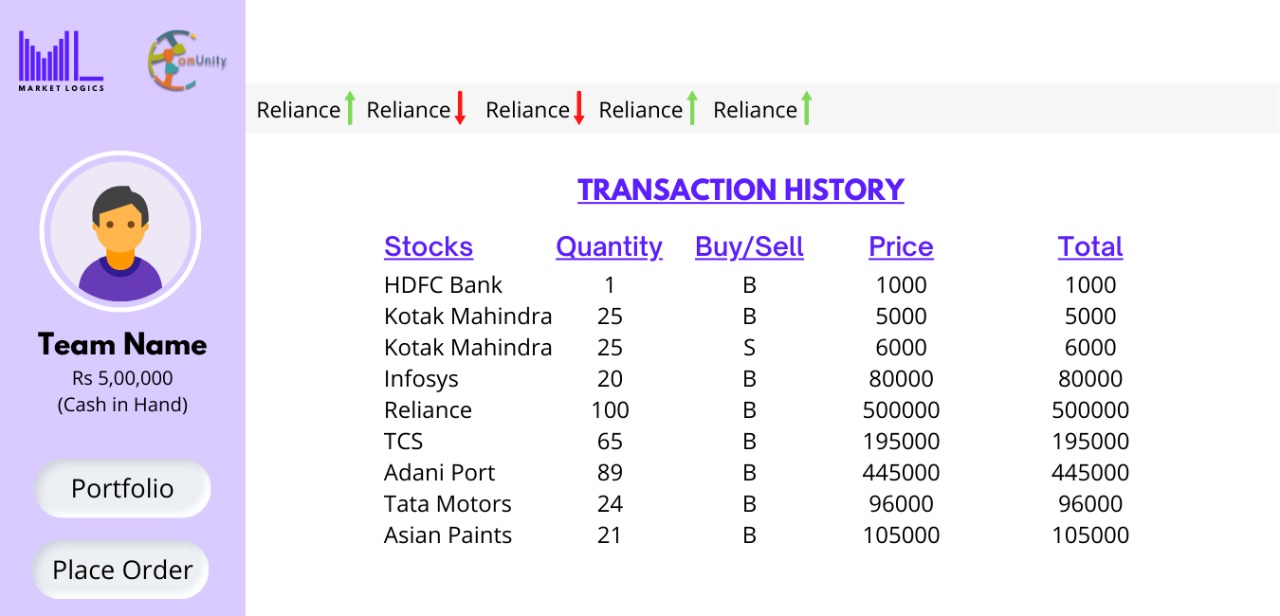 MARKET LOGICS
omUnity
Reliance Reliance Reliance Reliance Reliance
Team Name
Rs 5,00,000
(Cash in Hand)
Portfolio
Place Order
TRANSACTION HISTORY
Stocks Quantity Buy/Sell Price Total
HDFC Bank 1 B 1000 1000
Kotak Mahindra 25 B 5000 5000
Kotak Mahindra 25 S 6000 6000
Infosys 20 B 80000 80000
Reliance 100 B 500000 500000
TCS 65 B 195000 195000
Adani Port 89 B 445000 445000
Tata Motors 24 B 96000 96000
Asian Paints 21 B 105000 105000